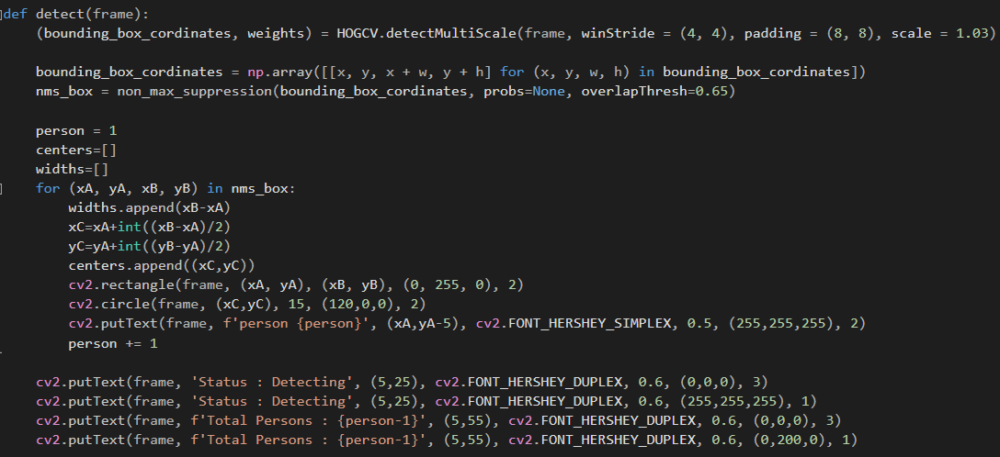 def detect(frame):
    (bounding_box_cordinates, weights) = HOGCV.detectMultiScale(frame, winStride = (4, 4), padding = (8, 8), scale = 1.03)
    bounding_box_cordinates = np.array([[x, y, x + w, y + h] for (x, y, w, h) in bounding_box_cordinates])
    nms_box = non_max_suppression(bounding_box_cordinates, probs=None, overlapThresh=0.65)
    person = 1
    centers=[]
    widths=[]
    for (xA, yA, xB, yB) in nms_box:
        widths.append(xB-xA)
        xC=xA+int((xB-xA)/2)
        yC=yA+int((yB-yA)/2)
        centers.append((xC,yC))
        cv2.rectangle(frame, (xA, yA), (xB, yB), (0, 255, 0), 2)
        cv2.circle(frame, (xC,yC), 15, (120,0,0), 2)
        cv2.putText(frame, f'person {person}', (xA,yA-5), cv2.FONT_HERSHEY_SIMPLEX, 0.5, (255,255,255), 2)
        person += 1
    cv2.putText(frame, 'Status : Detecting', (5,25), cv2.FONT_HERSHEY_DUPLEX, 0.6, (0,0,0), 3)
    cv2.putText(frame, 'Status : Detecting', (5,25), cv2.FONT_HERSHEY_DUPLEX, 0.6, (255,255,255), 1)
    cv2.putText(frame, f'Total Persons : {person-1}', (5,55), cv2.FONT_HERSHEY_DUPLEX, 0.6, (0,0,0), 3)
    cv2.putText(frame, f'Total Persons : {person-1}', (5,55), cv2.FONT_HERSHEY_DUPLEX, 0.6, (0,200,0), 1)